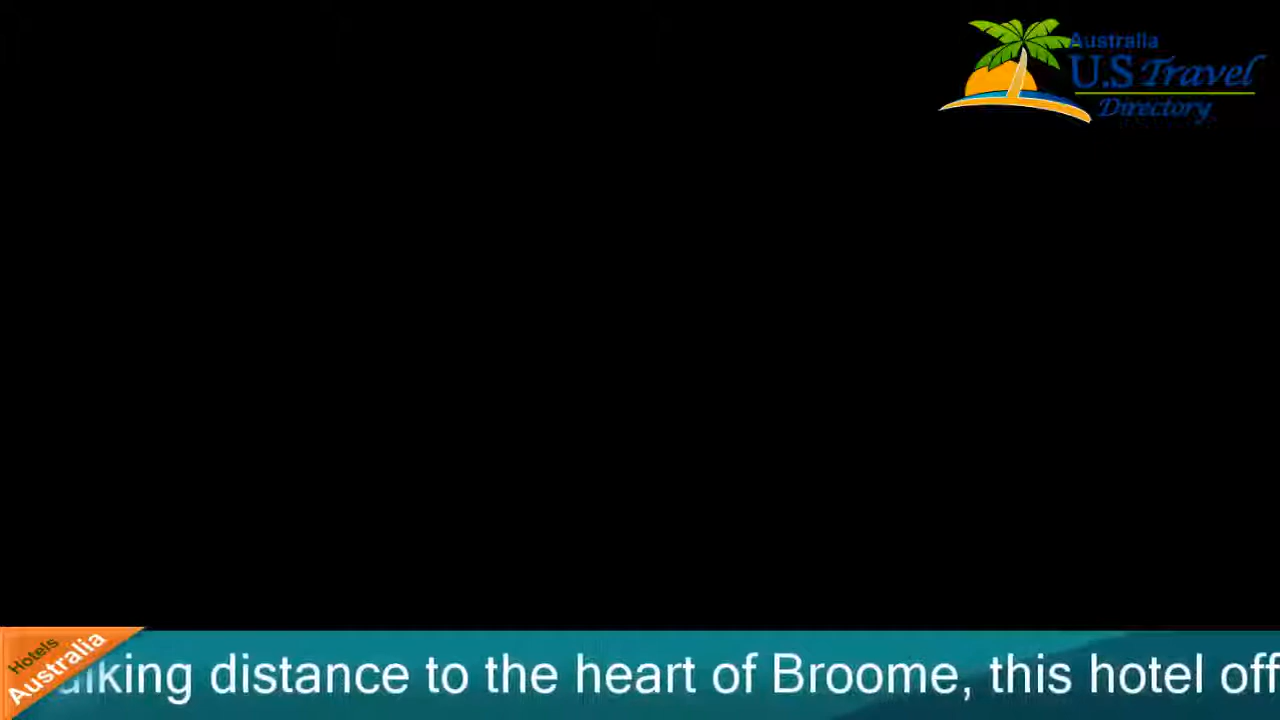 Australia
U.S Travel
Directory
Hotels
Australia
alking distance to the heart of Broome, this hotel off